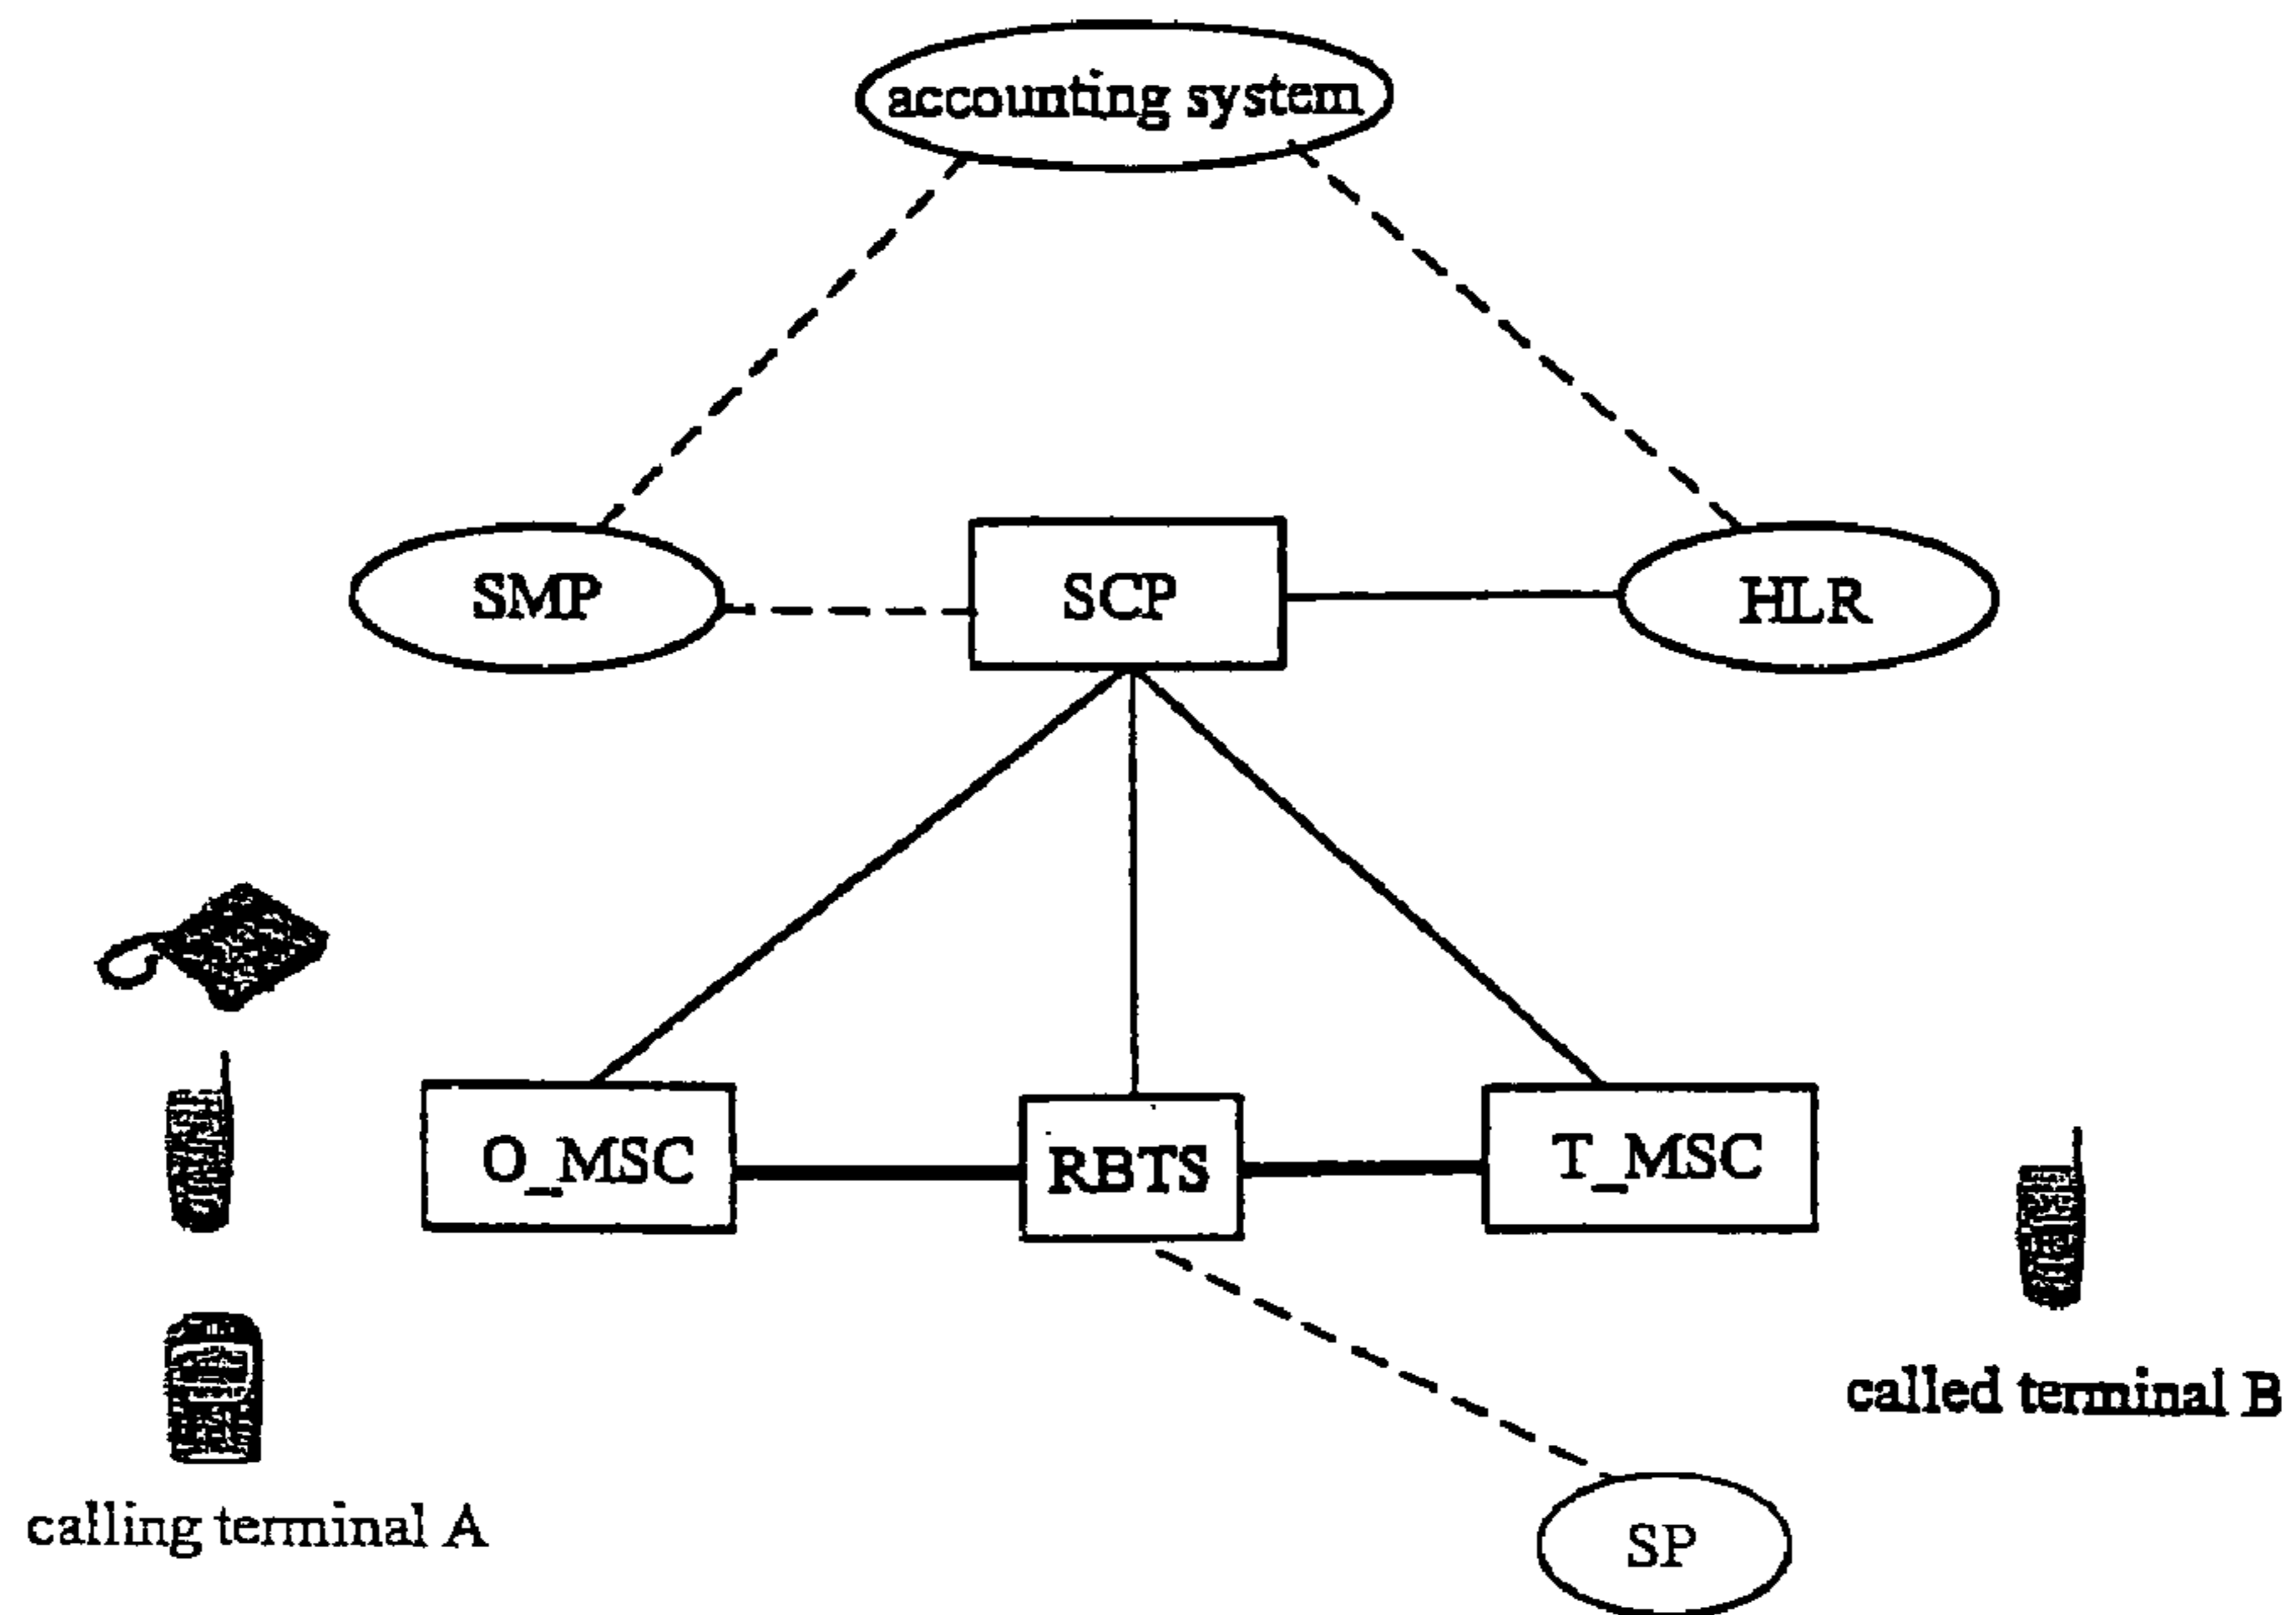 accounting system
SMP
SCP
HLR
O_MSC
RBTS
T_MSC
called terminal B
calling terminal A
SP